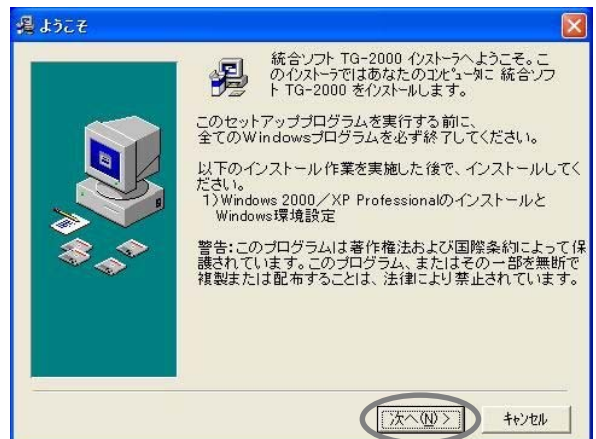 ようこそ
統合ソフト TG-2000 ｲﾝｽﾄｰﾗへようこそ。こ
のｲﾝｽﾄｰﾗではあなたのｺﾝﾋﾟｭｰﾀに 統合ソフ
ト TG-2000 をｲﾝｽﾄｰﾙします。
このセットアッププログラムを実行する前に、
全てのWindowsプログラムを必ず終了してください。
以下のインストール作業を実施した後で、インストールしてく
ださい。
1)Windows 2000／XP Professionalのインストールと
Windows環境設定
警告:このプログラムは著作権法および国際条約によって保
護されています。このプログラム、またはその一部を無断で
複製または配布することは、法律により禁止されています。
次へ(N) >
ｷｬﾝｾﾙ